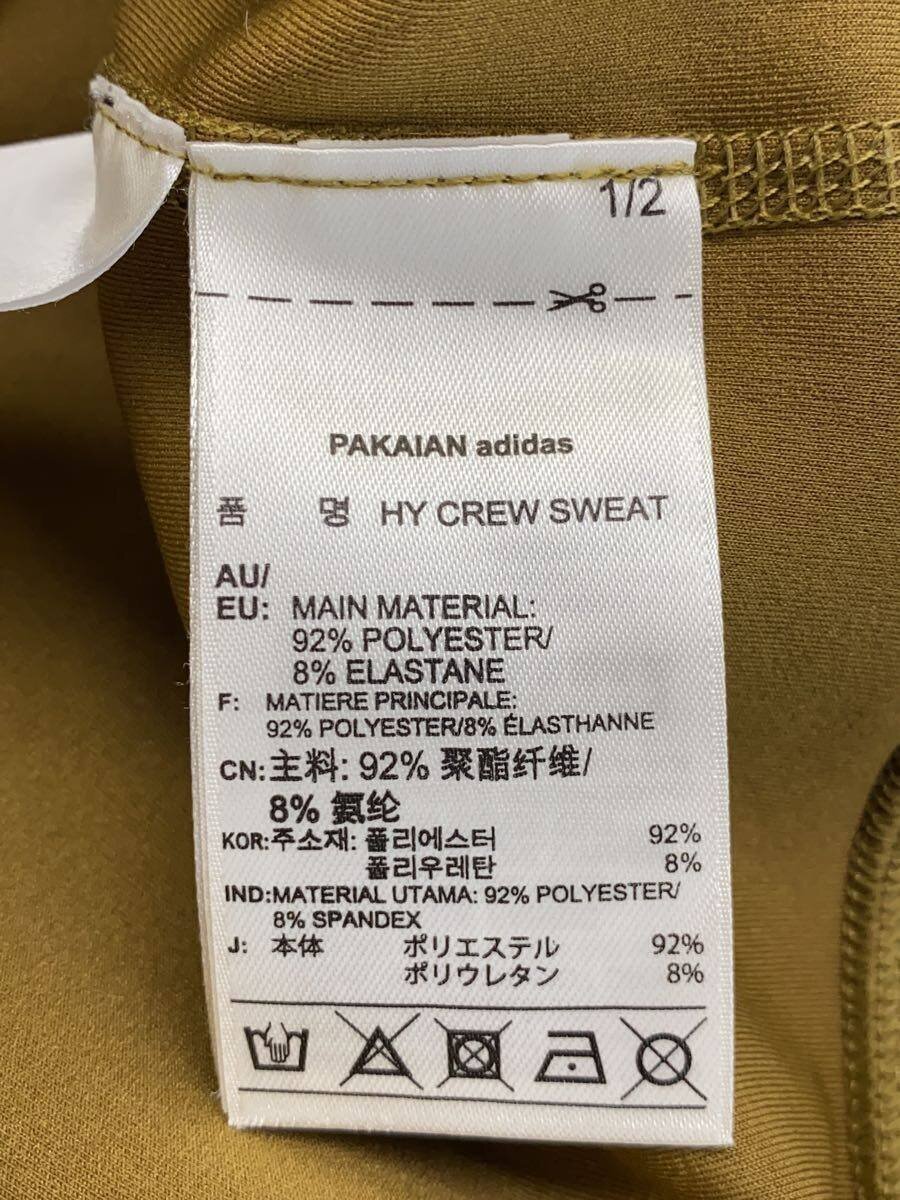 1/2
PAKAIAN adidas
품 명 HY CREW SWEAT
AU/
EU: MAIN MATERIAL:
92% POLYESTER/
8% ELASTANE
F: MATIERE PRINCIPALE:
92% POLYESTER/8% ÉLASTHANNE
CN:主料: 92% 聚酯纤维/
8% 氨纶
KOR:주소재: 폴리에스터 92%
폴리우레탄 8%
IND:MATERIAL UTAMA: 92% POLYESTER/
8% SPANDEX
J: 本体 ポリエステル 92%
ポリウレタン 8%